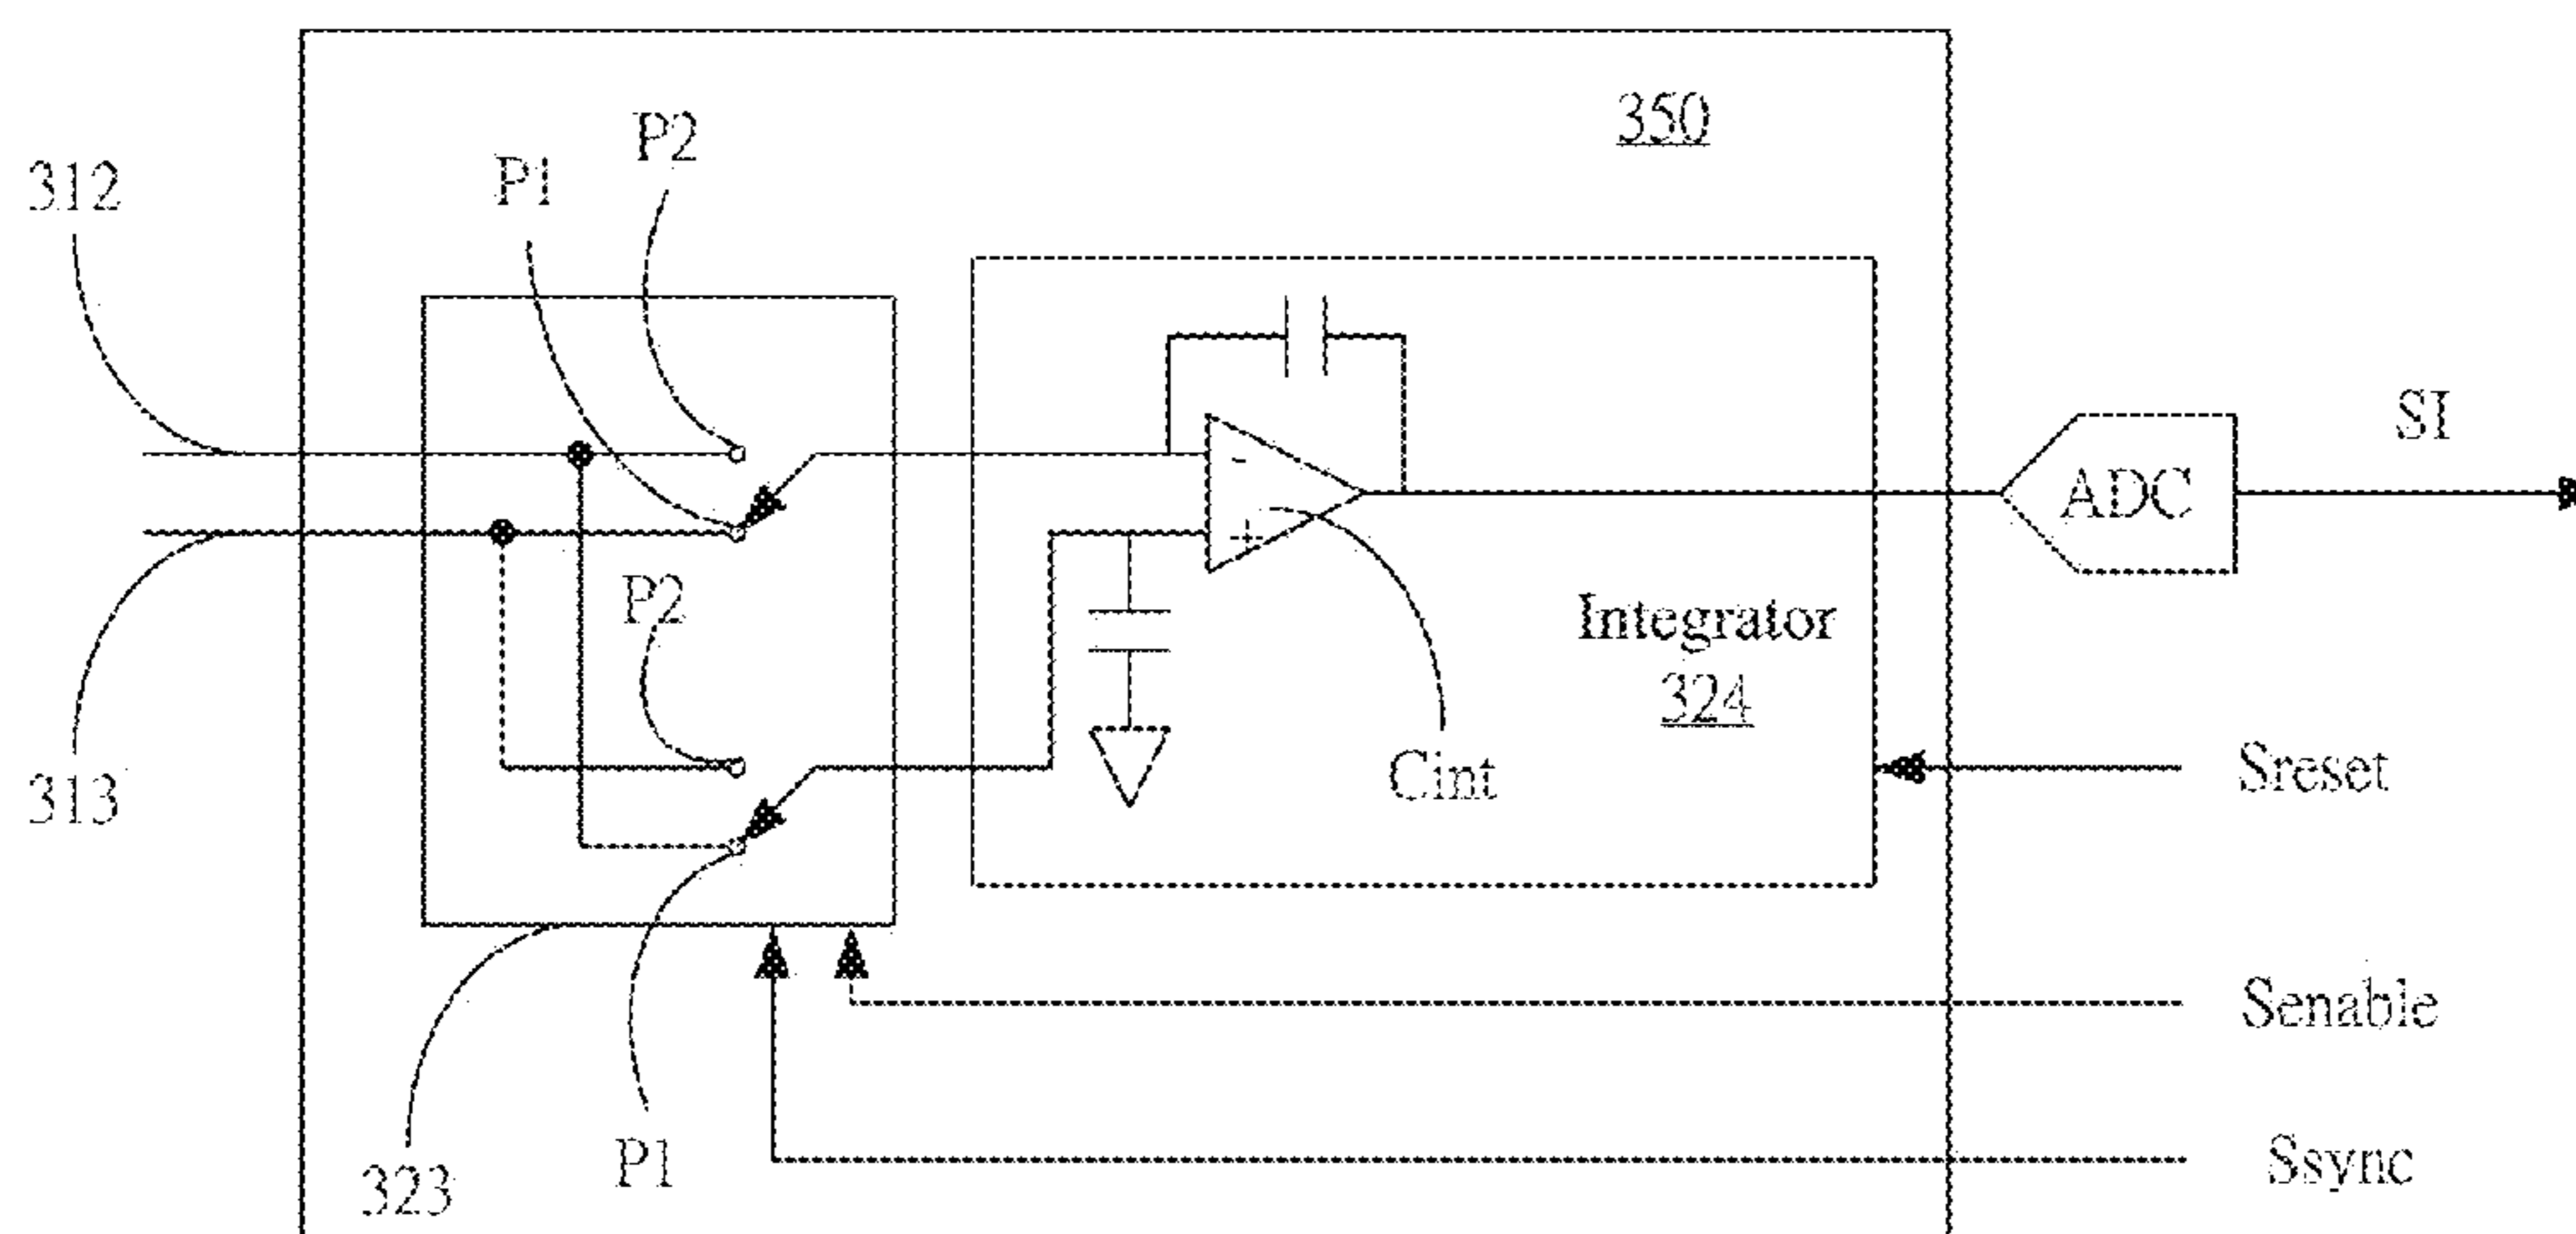 350
P2
P1
312
SI
ADC
-
+
P2
Integrator
324
Cint
Sreset
313
Senable
P1
Ssync
323